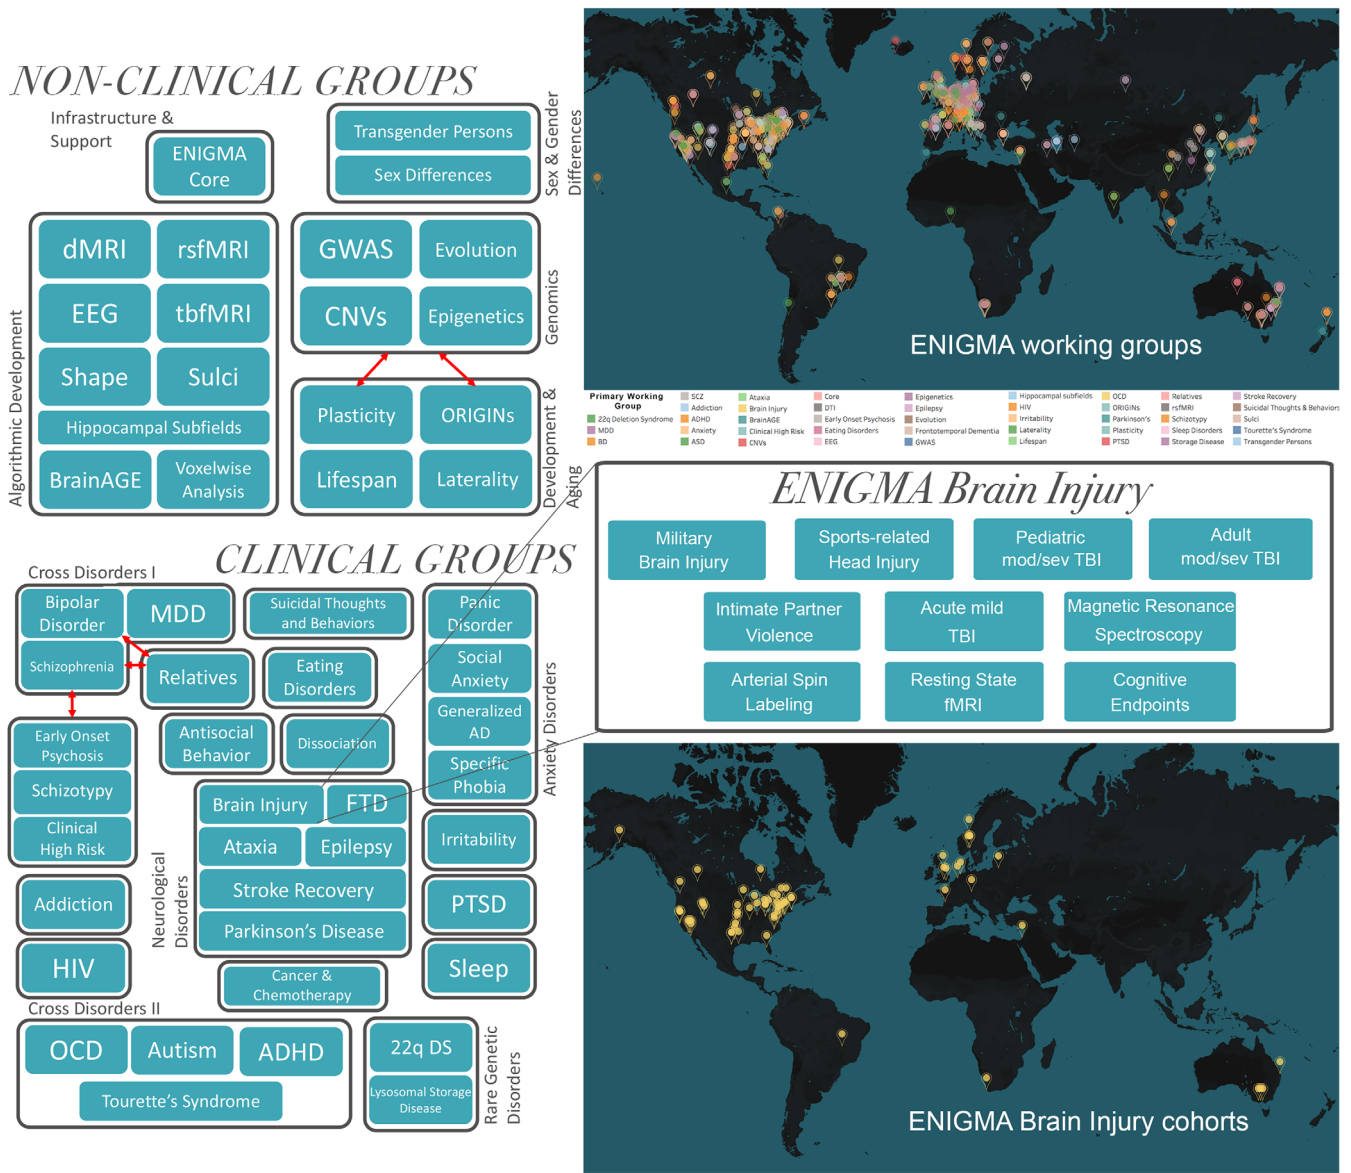 NON-CLINICAL GROUPS
Infrastructure &
Support
ENIGMA
Core
Transgender Persons
Sex Differences
Sex & Gender
Differences
dMRI
rsfMRI
EEG
tbfMRI
Shape
Sulci
Hippocampal Subfields
BrainAGE
Voxelwise
Analysis
Algorithmic Development
GWAS
Evolution
CNVs
Epigenetics
Genomics
Plasticity
ORIGINs
Lifespan
Laterality
Development &
Aging
CLINICAL GROUPS
Cross Disorders I
Bipolar
Disorder
MDD
Schizophrenia
Relatives
Suicidal Thoughts
and Behaviors
Eating
Disorders
Antisocial
Behavior
Dissociation
Panic
Disorder
Social
Anxiety
Generalized
AD
Specific
Phobia
Anxiety Disorders
Early Onset
Psychosis
Schizotypy
Clinical
High Risk
Addiction
HIV
Brain Injury
FTD
Ataxia
Epilepsy
Stroke Recovery
Parkinson's Disease
Neurological
Disorders
Cancer &
Chemotherapy
Irritability
PTSD
Sleep
Cross Disorders II
OCD
Autism
ADHD
Tourette's Syndrome
22q DS
Lysosomal Storage
Disease
Rare Genetic
Disorders
ENIGMA working groups
Primary Working
Group
22q Deletion Syndrome
MDD
BD
SCZ
Addiction
ADHD
Anxiety
ASD
Ataxia
Brain Injury
BrainAGE
Clinical High Risk
CNVs
Core
DTI
Early Onset Psychosis
Eating Disorders
EEG
Epigenetics
Epilepsy
Evolution
Frontotemporal Dementia
GWAS
Hippocampal subfields
HIV
Irritability
Laterality
Lifespan
OCD
ORIGINs
Parkinson's
Plasticity
PTSD
Relatives
rsfMRI
Schizotopy
Sleep Disorders
Storage Disease
Stroke Recovery
Suicidal Thoughts & Behaviors
Sulci
Tourette's Syndrome
Transgender Persons
ENIGMA Brain Injury
Military
Brain Injury
Sports-related
Head Injury
Pediatric
mod/sev TBI
Adult
mod/sev TBI
Intimate Partner
Violence
Acute mild
TBI
Magnetic Resonance
Spectroscopy
Arterial Spin
Labeling
Resting State
fMRI
Cognitive
Endpoints
ENIGMA Brain Injury cohorts